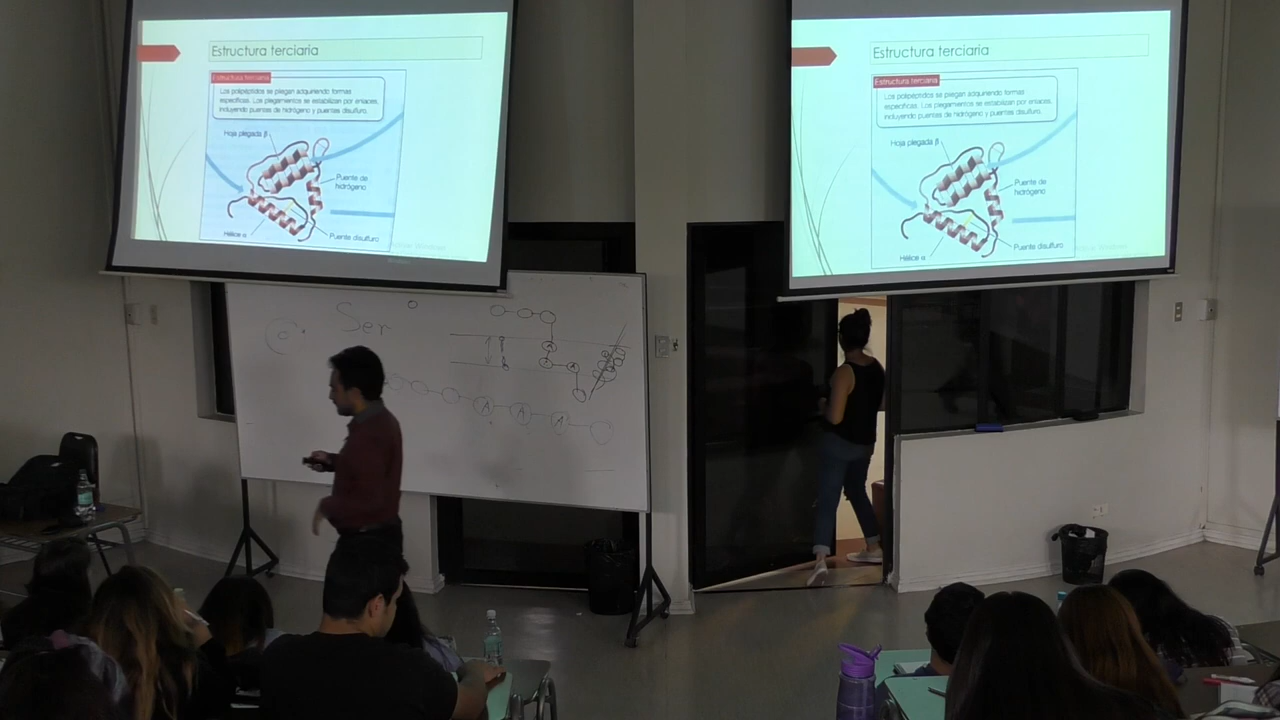 Estructura terciaria
Estructura terciaria
Los polipéptidos se pliegan adquiriendo formas
específicas. Los plegamientos se estabilizan por enlaces,
incluyendo puentes de hidrógeno y puentes disulfuro.
Hoja plegada β
Puente de
hidrógeno
Hélice α
Puente disulfuro
Estructura terciaria
Estructura terciaria
Los polipéptidos se pliegan adquiriendo formas
específicas. Los plegamientos se estabilizan por enlaces,
incluyendo puentes de hidrógeno y puentes disulfuro.
Hoja plegada β
Puente de
hidrógeno
Puente disulfuro
Hélice α
Ser
A
A
A A A